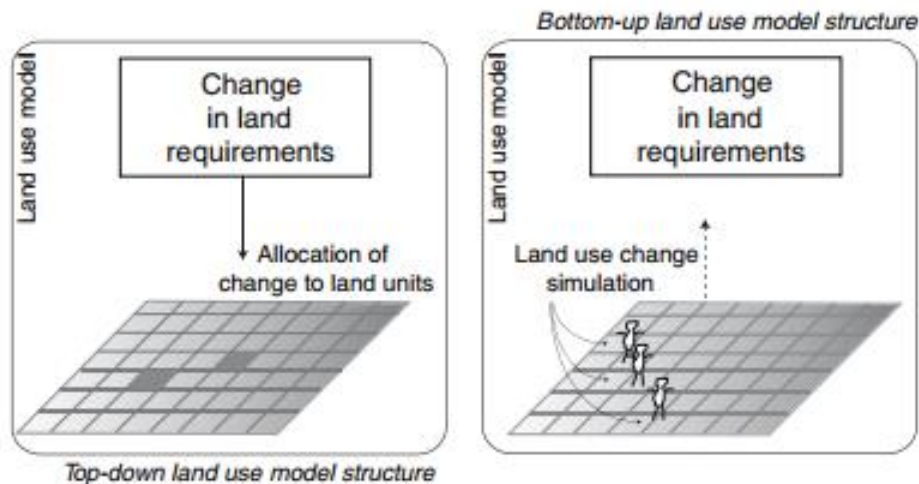 Bottom-up land use model structure
Land use model
Change
in land
requirements
Allocation of
change to land units
Top-down land use model structure
Land use model
Change
in land
requirements
Land use change
simulation